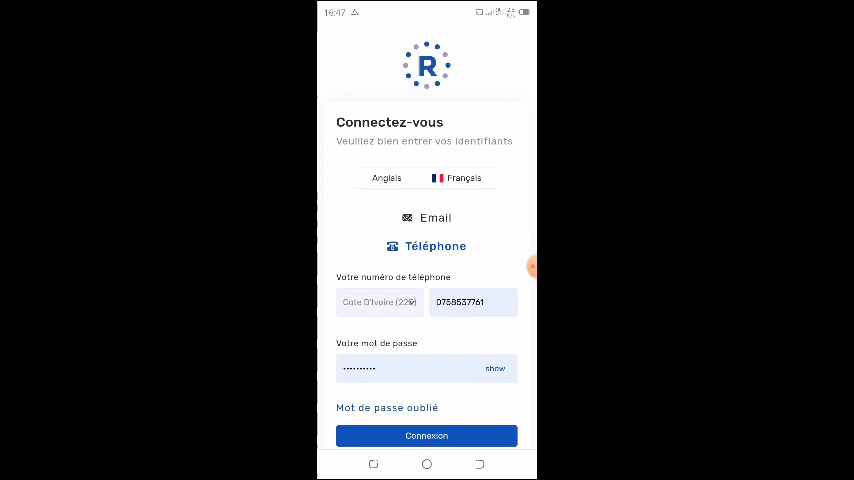 16:47
R
Connectez-vous
Veuillez bien entrer vos identifiants
Anglais Français
Email
Téléphone
Votre numéro de téléphone
Cote D'Ivoire (225) 0758537761
Votre mot de passe
•••••••••• show
Mot de passe oublié
Connexion